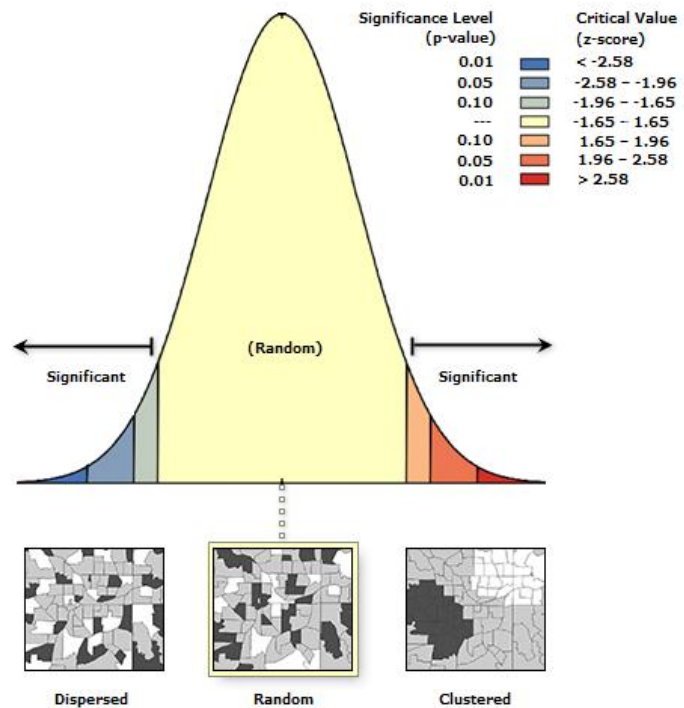 Significance Level Critical Value
(p-value) (z-score)
0.01 < -2.58
0.05 -2.58 – -1.96
0.10 -1.96 – -1.65
--- -1.65 - 1.65
0.10 1.65 – 1.96
0.05 1.96 – 2.58
0.01 > 2.58
(Random)
Significant Significant
Dispersed Random Clustered